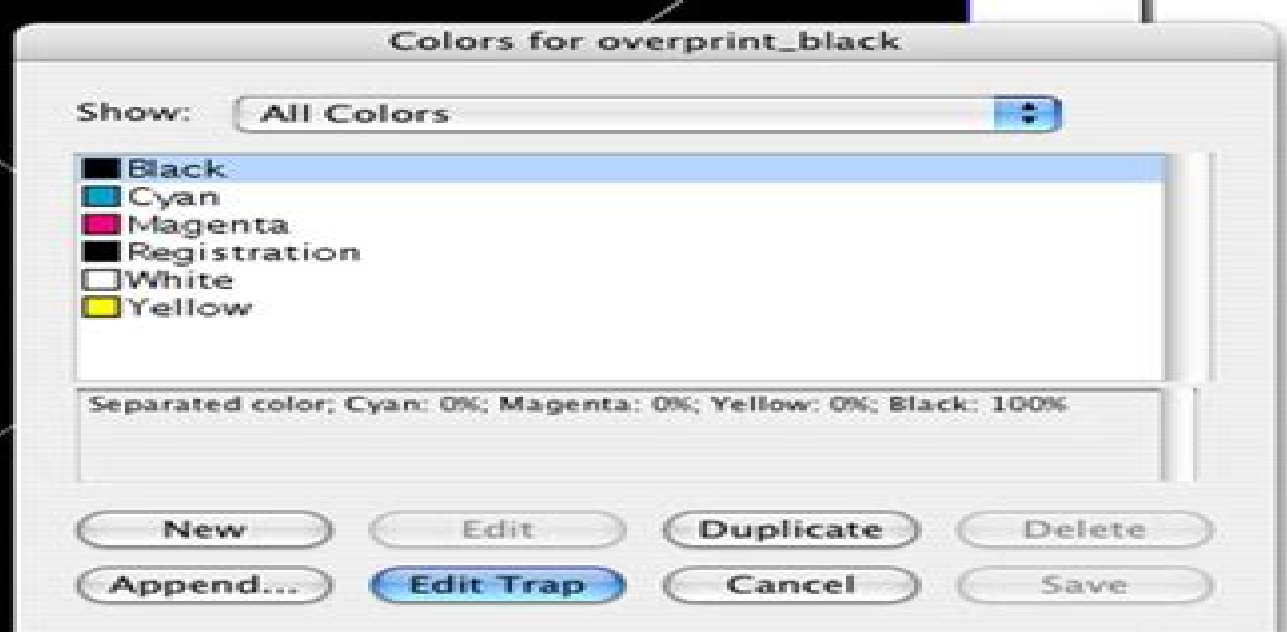 Colors for overprint_black
Show: All Colors
Black
Cyan
Magenta
Registration
White
Yellow
Separated color; Cyan: 0%; Magenta: 0%; Yellow: 0%; Black: 100%
New Edit Duplicate Delete
Append... Edit Trap Cancel Save